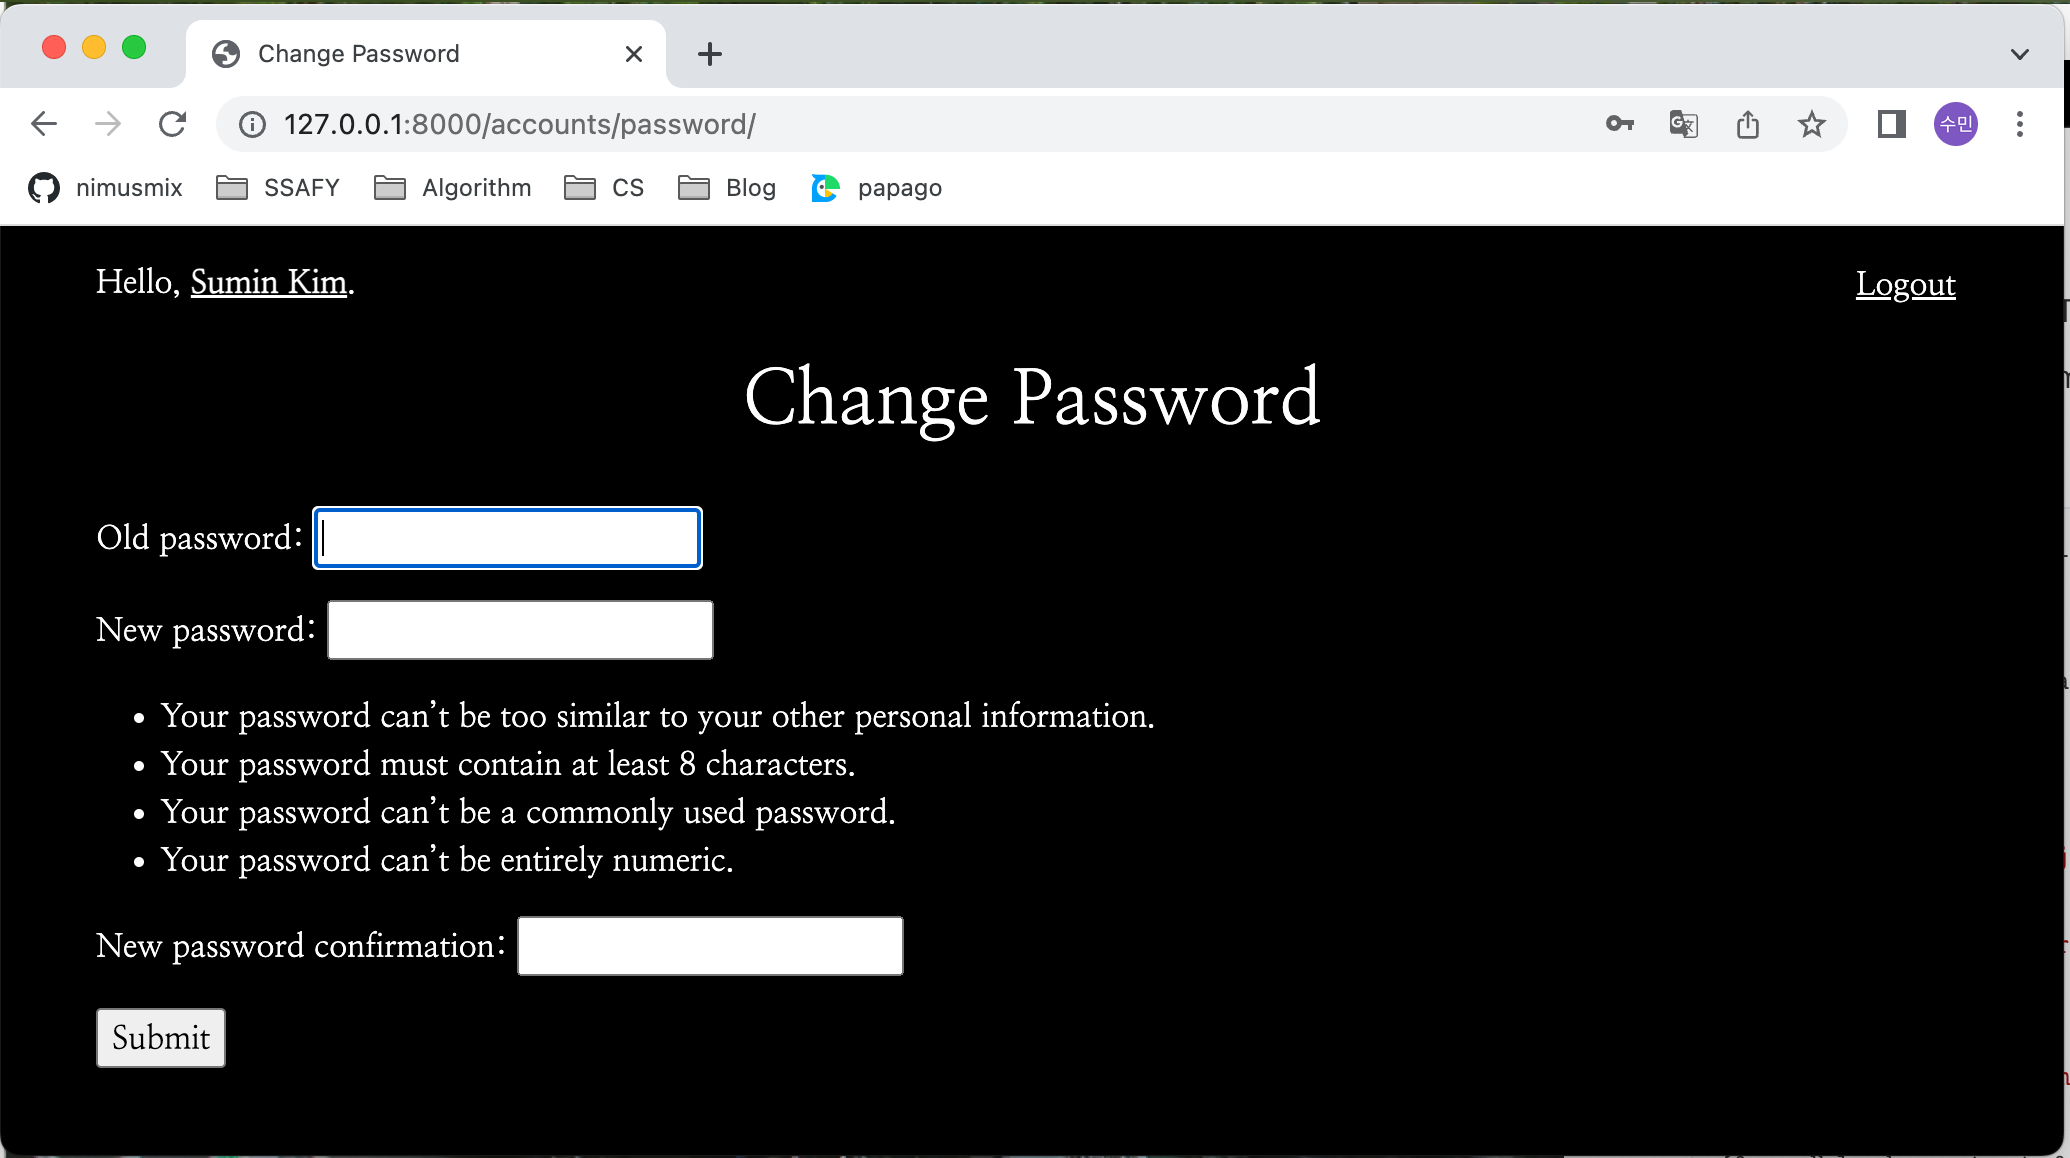 Change Password
127.0.0.1:8000/accounts/password/
수민
nimusmix SSAFY Algorithm CS Blog papago
Hello, Sumin Kim. Logout
Change Password
Old password:
New password:
• Your password can't be too similar to your other personal information.
• Your password must contain at least 8 characters.
• Your password can't be a commonly used password.
• Your password can't be entirely numeric.
New password confirmation:
Submit